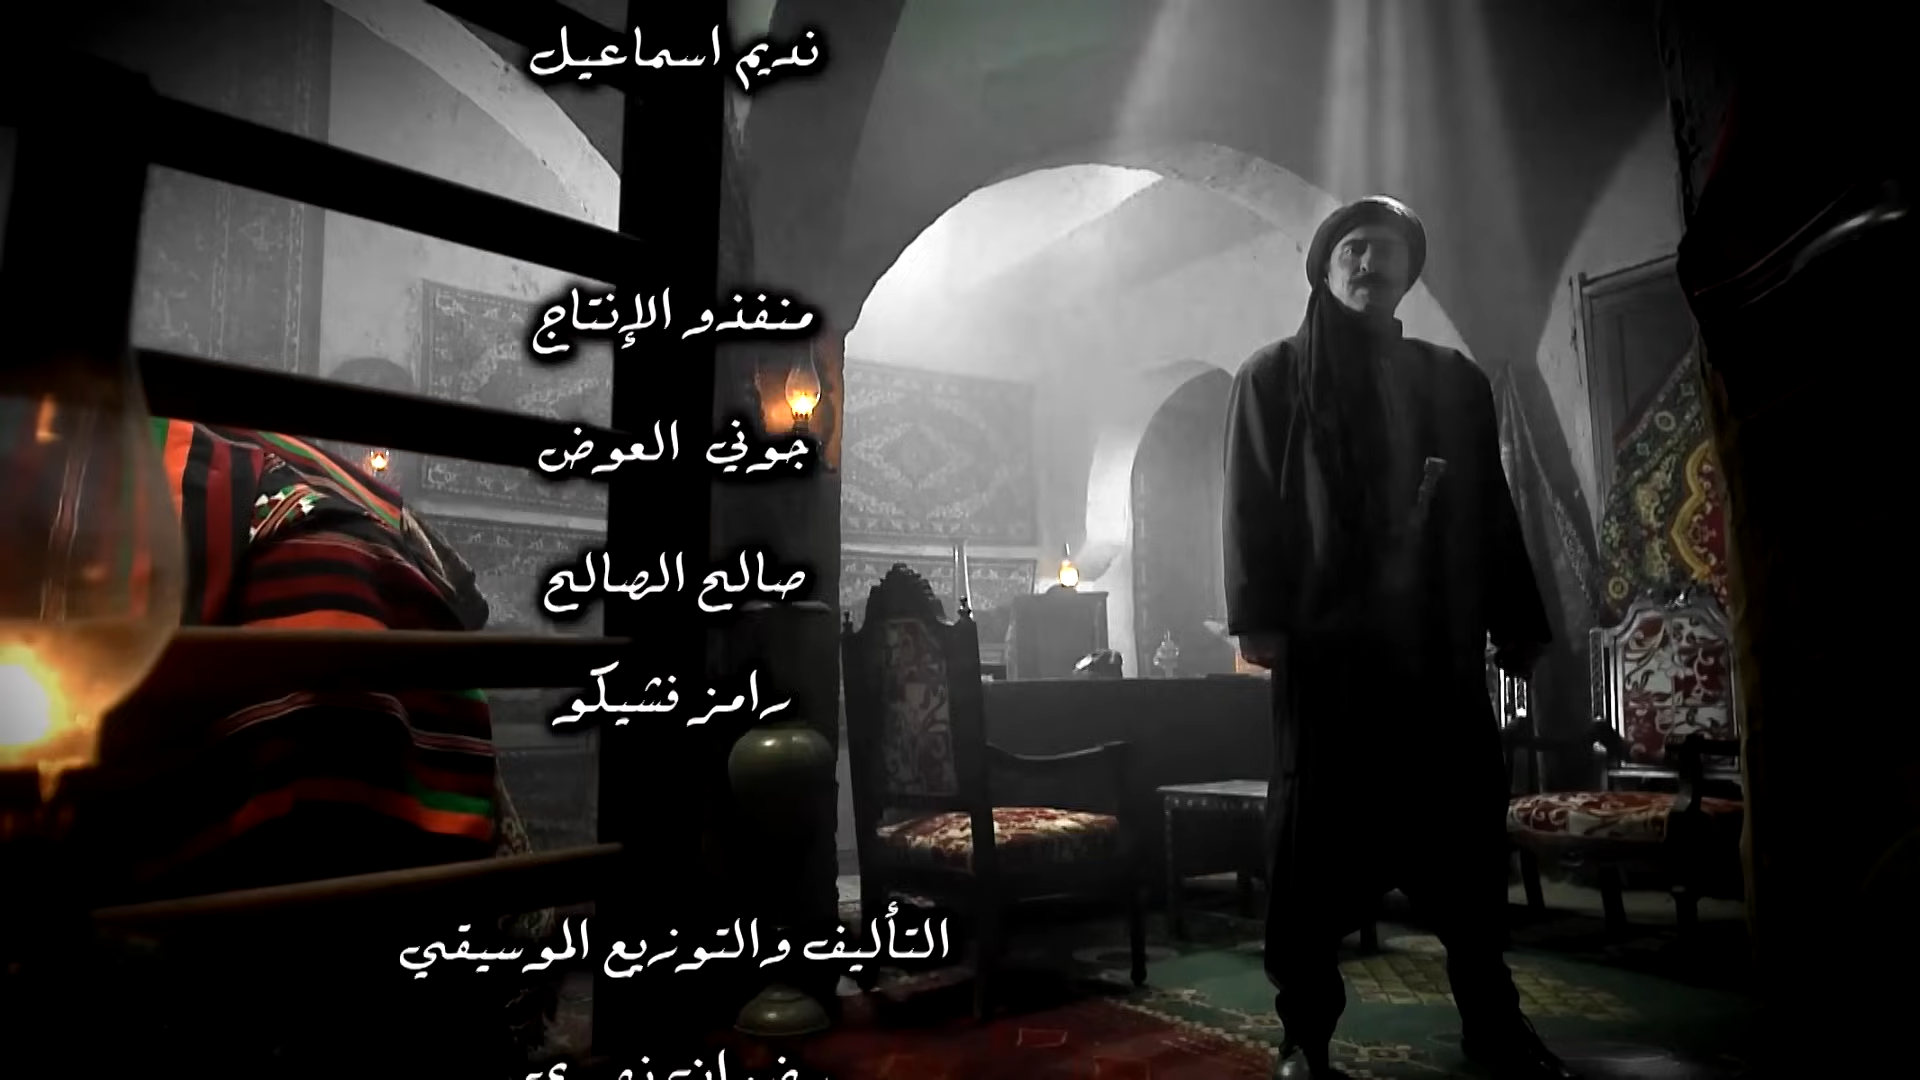 نديم اسماعيل
منفذو الإنتاج
جوني العوض
صالح الصالح
رامز فشيكو
التأليف والتوزيع الموسيقي